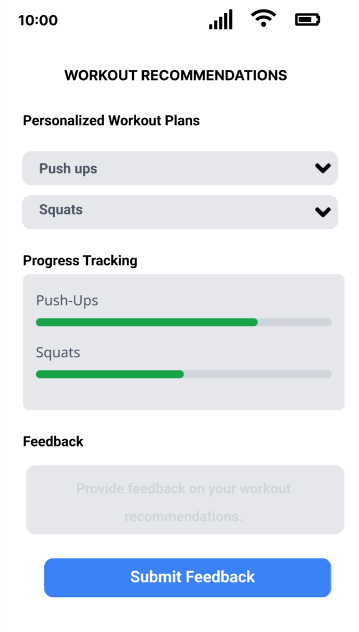 10:00
WORKOUT RECOMMENDATIONS
Personalized Workout Plans
Push ups
Squats
Progress Tracking
Push-Ups
Squats
Feedback
Provide feedback on your workout
recommendations.
Submit Feedback